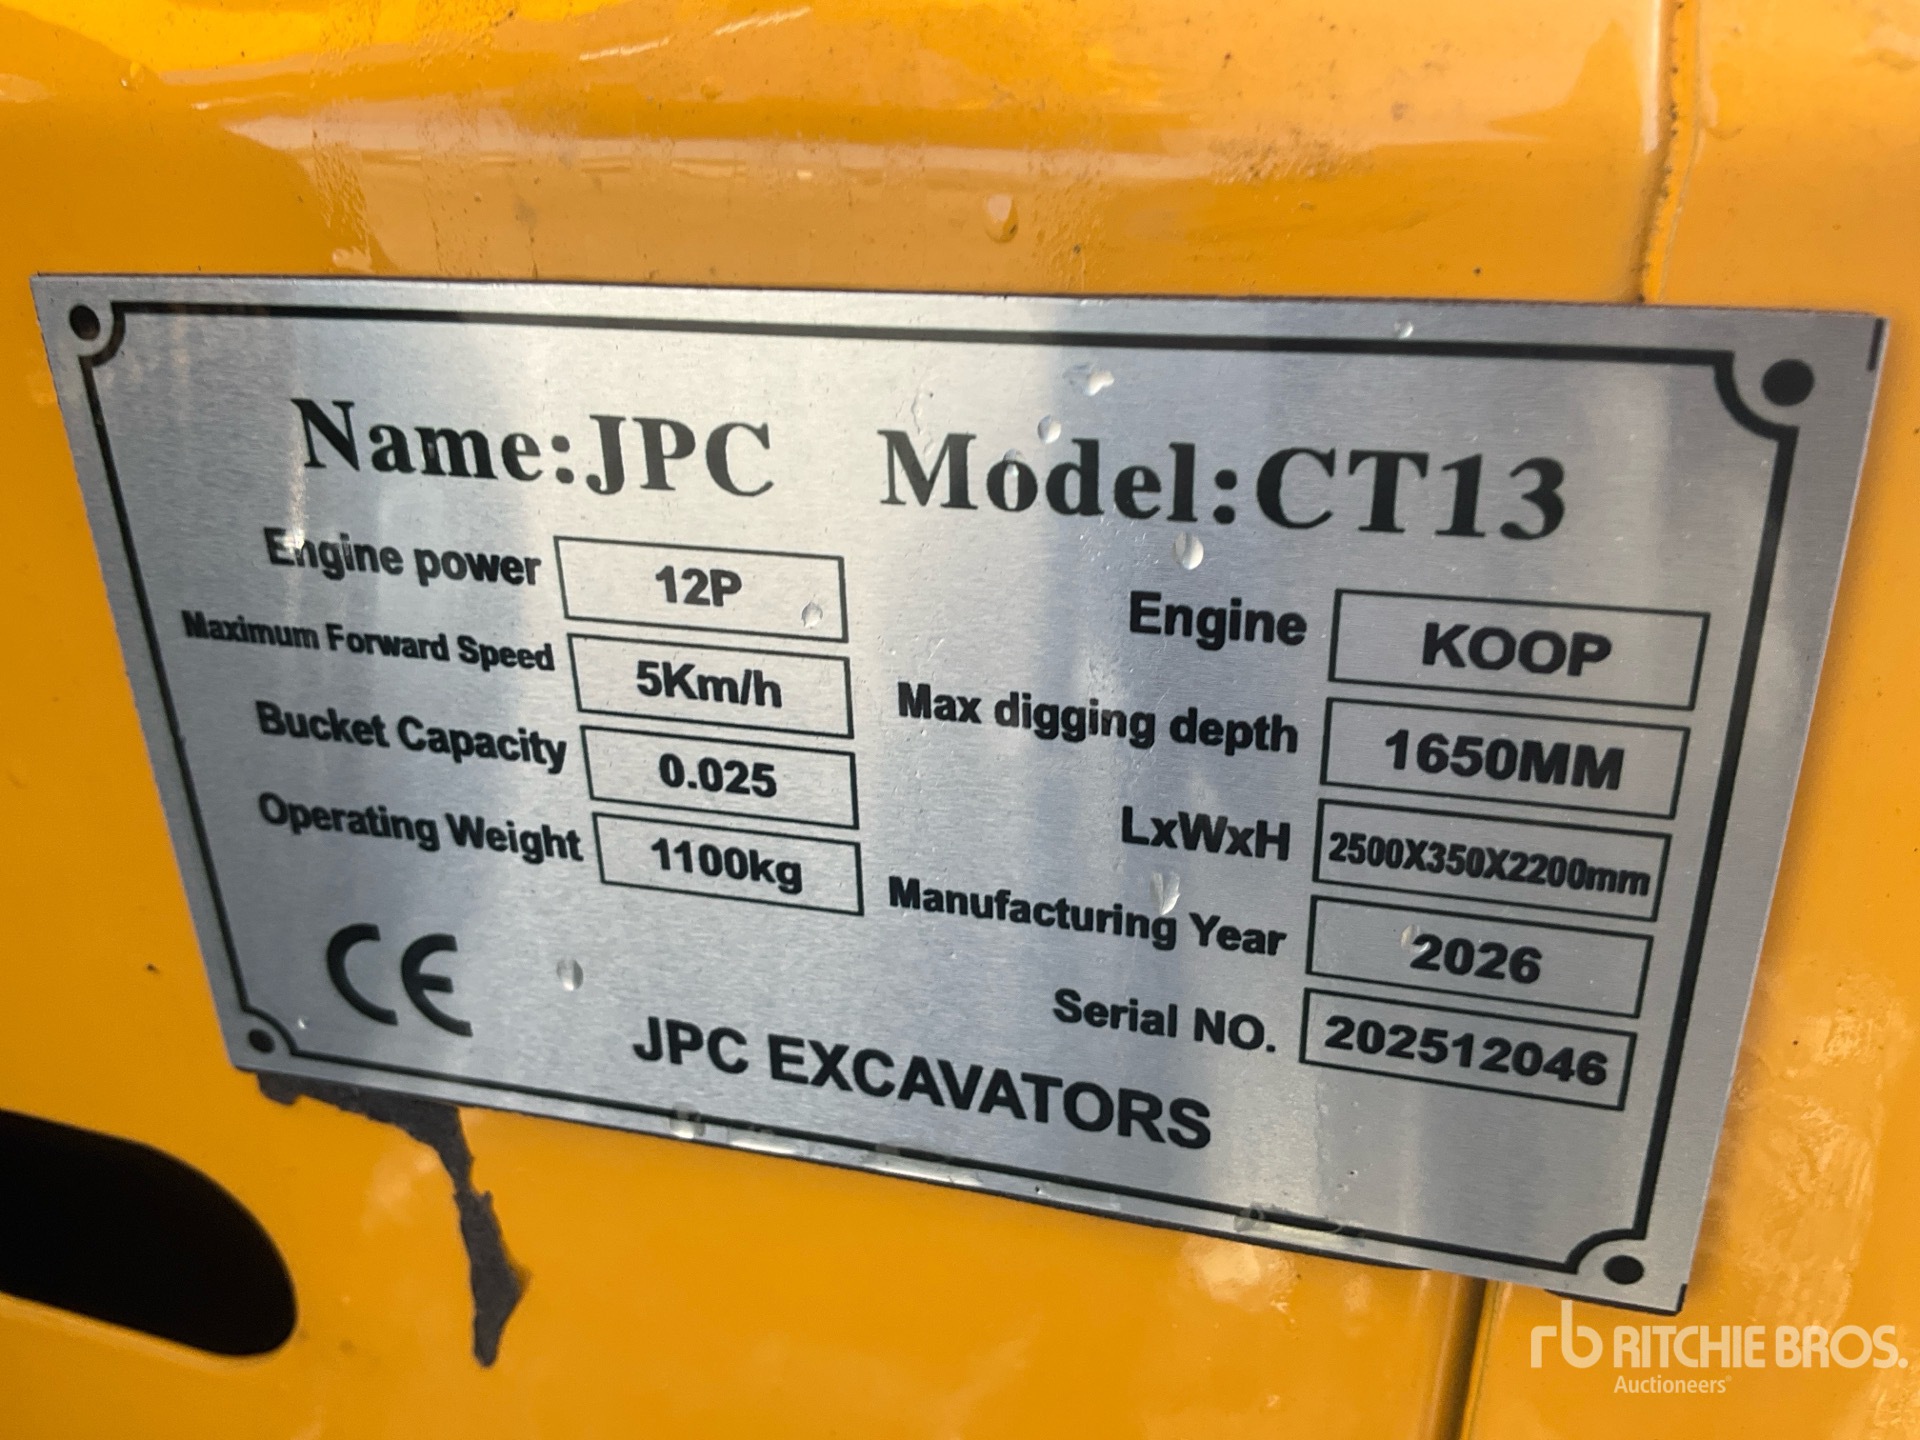 Name:JPC Model:CT13
Engine power 12P
Maximum Forward Speed 5Km/h
Bucket Capacity 0.025
Operating Weight 1100kg
Engine KOOP
Max digging depth 1650MM
LxWxH 2500X350X2200mm
Manufacturing Year 2026
Serial NO. 202512046
CE
JPC EXCAVATORS
rb RITCHIE BROS.
Auctioneers